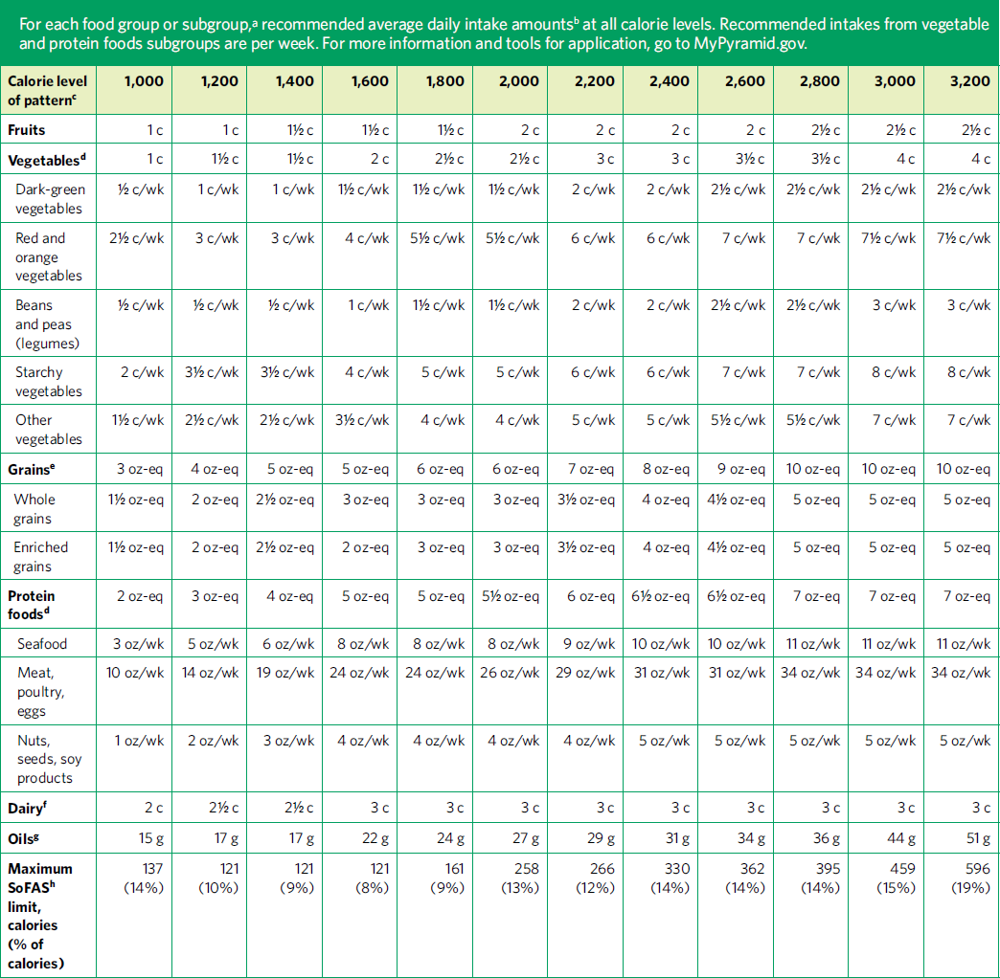 For each food group or subgroup,ᵃ recommended average daily intake amountsᵇ at all calorie levels. Recommended intakes from vegetable
and protein foods subgroups are per week. For more information and tools for application, go to MyPyramid.gov.
Calorie level of patternᶜ 1,000 1,200 1,400 1,600 1,800 2,000 2,200 2,400 2,600 2,800 3,000 3,200
Fruits 1 c 1 c 1½ c 1½ c 1½ c 2 c 2 c 2 c 2 c 2½ c 2½ c 2½ c
Vegetablesᵈ 1 c 1½ c 1½ c 2 c 2½ c 2½ c 3 c 3 c 3½ c 3½ c 4 c 4 c
Dark-green vegetables ½ c/wk 1 c/wk 1 c/wk 1½ c/wk 1½ c/wk 1½ c/wk 2 c/wk 2 c/wk 2½ c/wk 2½ c/wk 2½ c/wk 2½ c/wk
Red and orange vegetables 2½ c/wk 3 c/wk 3 c/wk 4 c/wk 5½ c/wk 5½ c/wk 6 c/wk 6 c/wk 7 c/wk 7 c/wk 7½ c/wk 7½ c/wk
Beans and peas (legumes) ½ c/wk ½ c/wk ½ c/wk 1 c/wk 1½ c/wk 1½ c/wk 2 c/wk 2 c/wk 2½ c/wk 2½ c/wk 3 c/wk 3 c/wk
Starchy vegetables 2 c/wk 3½ c/wk 3½ c/wk 4 c/wk 5 c/wk 5 c/wk 6 c/wk 6 c/wk 7 c/wk 7 c/wk 8 c/wk 8 c/wk
Other vegetables 1½ c/wk 2½ c/wk 2½ c/wk 3½ c/wk 4 c/wk 4 c/wk 5 c/wk 5 c/wk 5½ c/wk 5½ c/wk 7 c/wk 7 c/wk
Grainsᵉ 3 oz-eq 4 oz-eq 5 oz-eq 5 oz-eq 6 oz-eq 6 oz-eq 7 oz-eq 8 oz-eq 9 oz-eq 10 oz-eq 10 oz-eq 10 oz-eq
Whole grains 1½ oz-eq 2 oz-eq 2½ oz-eq 3 oz-eq 3 oz-eq 3 oz-eq 3½ oz-eq 4 oz-eq 4½ oz-eq 5 oz-eq 5 oz-eq 5 oz-eq
Enriched grains 1½ oz-eq 2 oz-eq 2½ oz-eq 2 oz-eq 3 oz-eq 3 oz-eq 3½ oz-eq 4 oz-eq 4½ oz-eq 5 oz-eq 5 oz-eq 5 oz-eq
Protein foodsᵈ 2 oz-eq 3 oz-eq 4 oz-eq 5 oz-eq 5 oz-eq 5½ oz-eq 6 oz-eq 6½ oz-eq 6½ oz-eq 7 oz-eq 7 oz-eq 7 oz-eq
Seafood 3 oz/wk 5 oz/wk 6 oz/wk 8 oz/wk 8 oz/wk 8 oz/wk 9 oz/wk 10 oz/wk 10 oz/wk 11 oz/wk 11 oz/wk 11 oz/wk
Meat, poultry, eggs 10 oz/wk 14 oz/wk 19 oz/wk 24 oz/wk 24 oz/wk 26 oz/wk 29 oz/wk 31 oz/wk 31 oz/wk 34 oz/wk 34 oz/wk 34 oz/wk
Nuts, seeds, soy products 1 oz/wk 2 oz/wk 3 oz/wk 4 oz/wk 4 oz/wk 4 oz/wk 4 oz/wk 5 oz/wk 5 oz/wk 5 oz/wk 5 oz/wk 5 oz/wk
Dairyᶠ 2 c 2½ c 2½ c 3 c 3 c 3 c 3 c 3 c 3 c 3 c 3 c 3 c
Oilsᵍ 15 g 17 g 17 g 22 g 24 g 27 g 29 g 31 g 34 g 36 g 44 g 51 g
Maximum SoFASʰ limit, calories (% of calories) 137 (14%) 121 (10%) 121 (9%) 121 (8%) 161 (9%) 258 (13%) 266 (12%) 330 (14%) 362 (14%) 395 (14%) 459 (15%) 596 (19%)